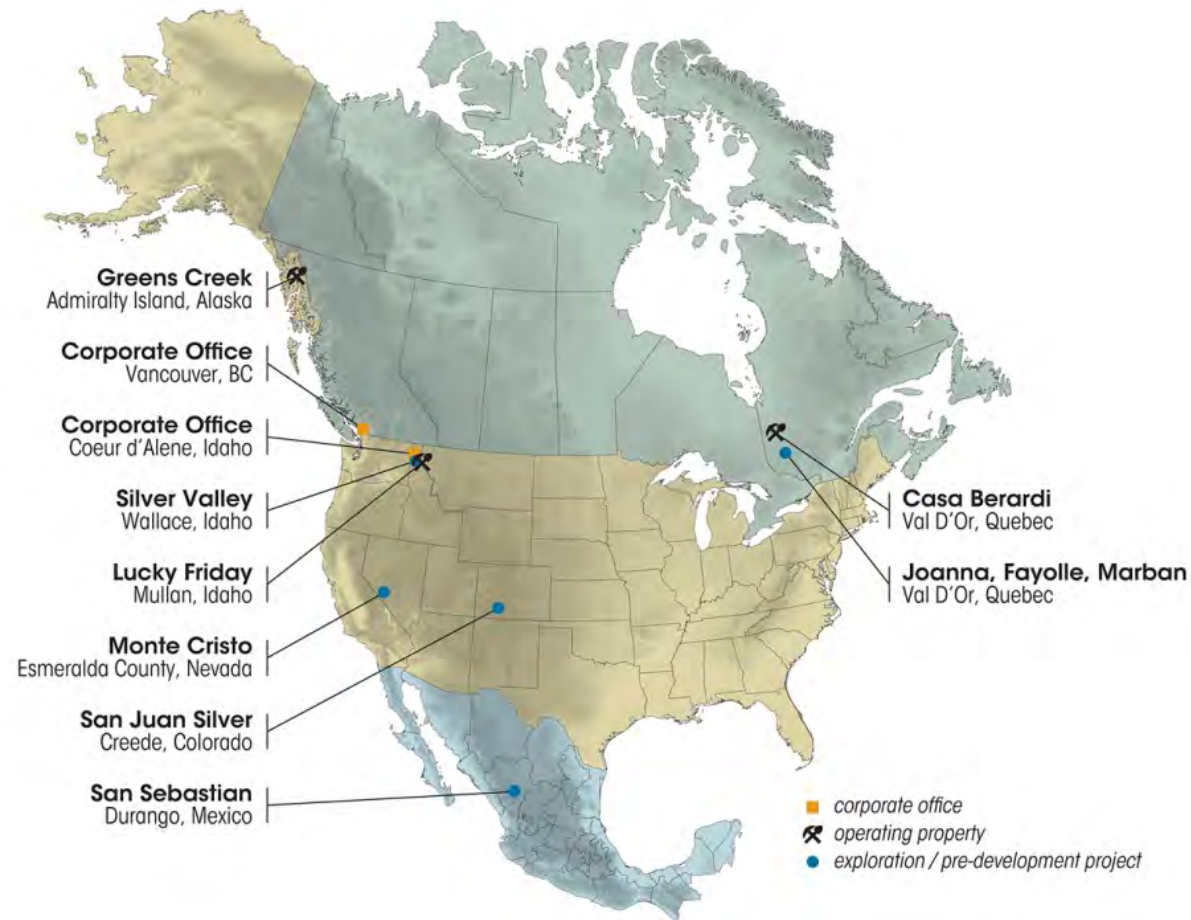 Greens Creek
Admiralty Island, Alaska
Corporate Office
Vancouver, BC
Corporate Office
Coeur d'Alene, Idaho
Silver Valley
Wallace, Idaho
Lucky Friday
Mullan, Idaho
Monte Cristo
Esmeralda County, Nevada
San Juan Silver
Creede, Colorado
San Sebastian
Durango, Mexico
Casa Berardi
Val D'Or, Quebec
Joanna, Fayolle, Marban
Val D'Or, Quebec
corporate office
operating property
exploration / pre-development project